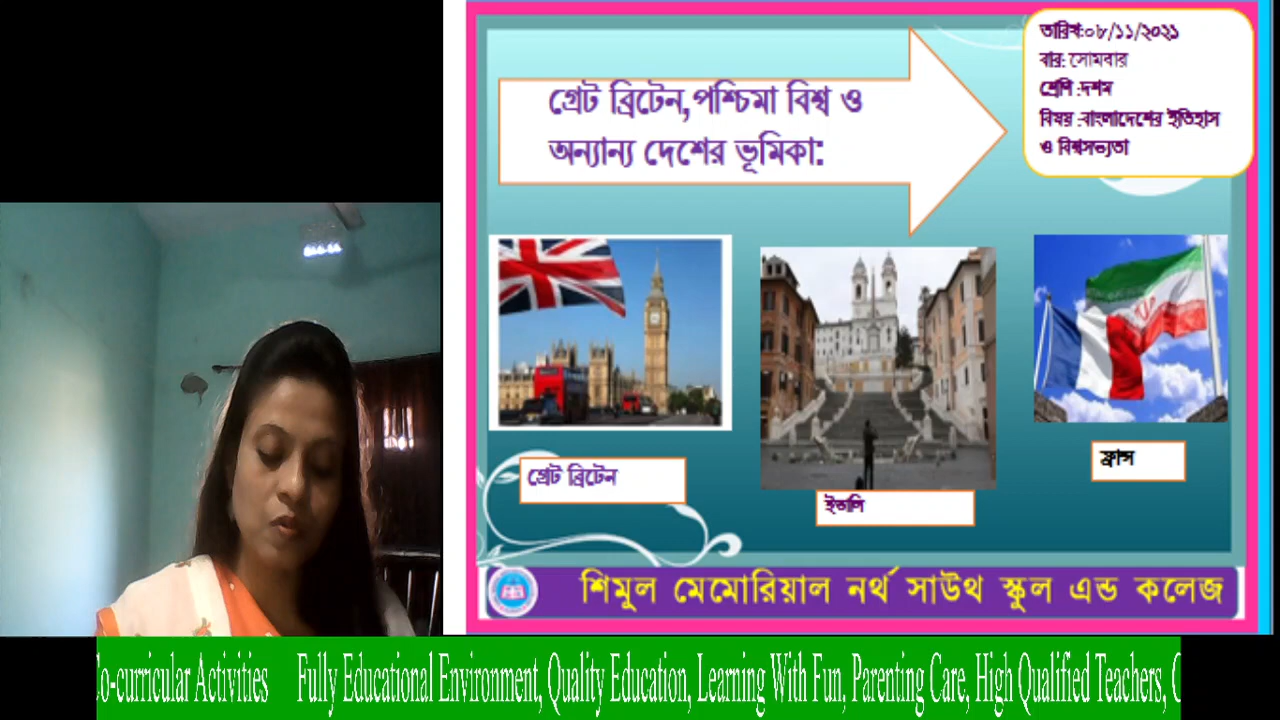 গ্রেট ব্রিটেন,পশ্চিমা বিশ্ব ও
অন্যান্য দেশের ভূমিকা:
তারিখ:০৮/১১/২০২১
বার: সোমবার
শ্রেণি :দশম
বিষয় :বাংলাদেশের ইতিহাস
ও বিশ্বসভ্যতা
গ্রেট ব্রিটেন
ইতালি
ফ্রান্স
শিমুল মেমোরিয়াল নর্থ সাউথ স্কুল এন্ড কলেজ
Co-curricular Activities Fully Educational Environment, Quality Education, Learning With Fun, Parenting Care, High Qualified Teachers, C